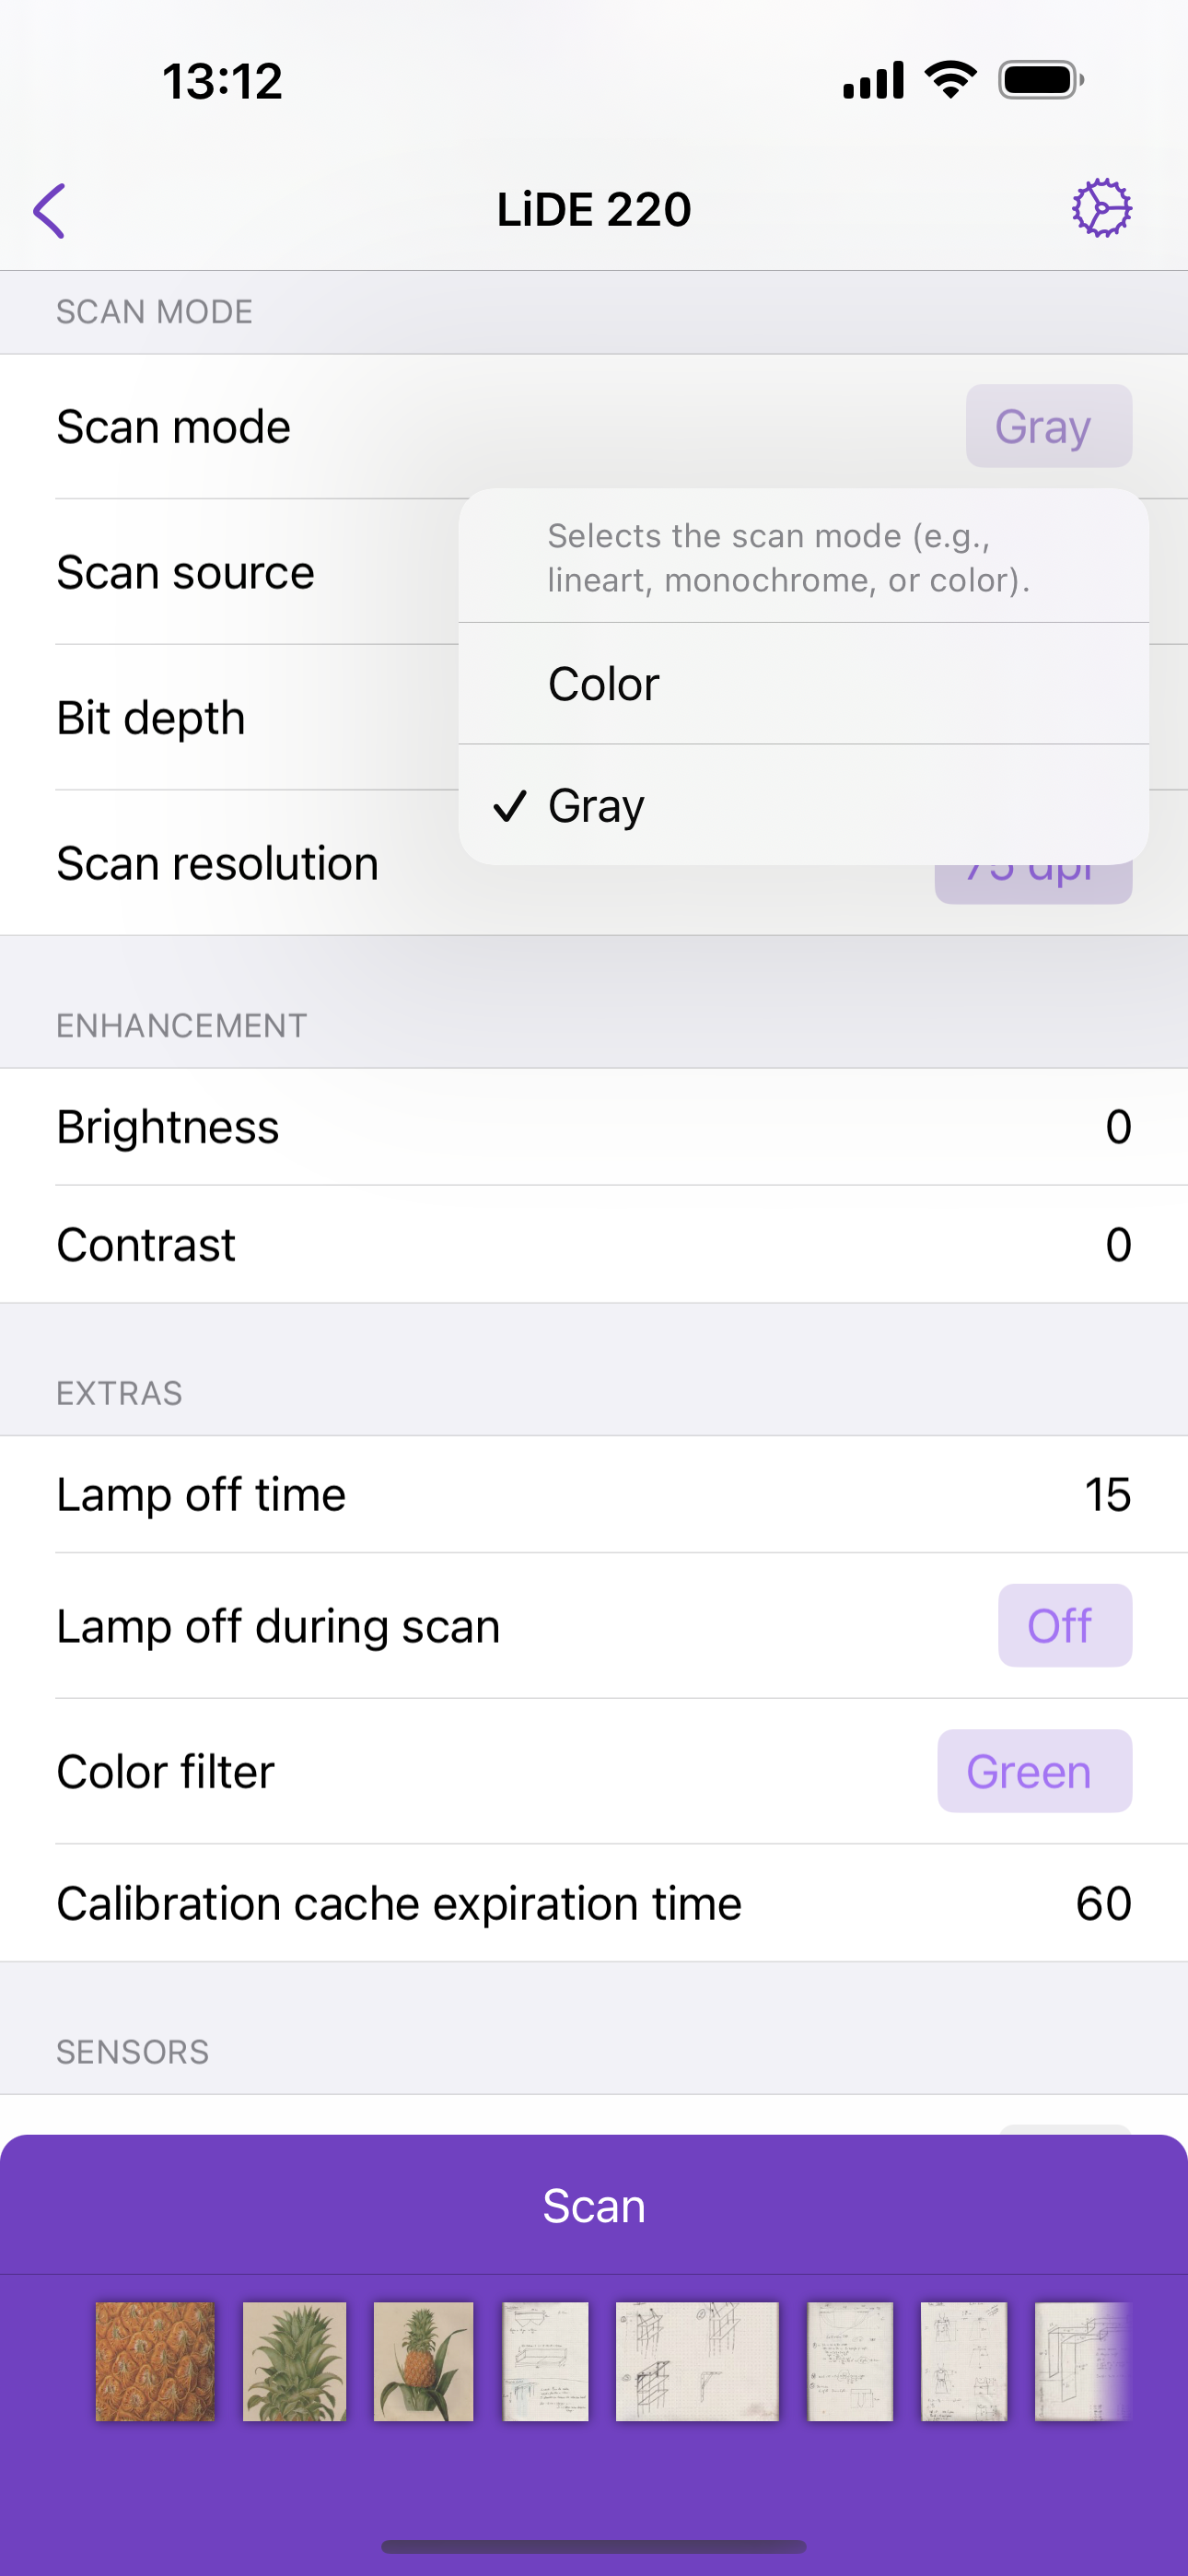 13:12
LiDE 220
SCAN MODE
Scan mode
Gray
Scan source
Selects the scan mode (e.g.,
lineart, monochrome, or color).
Color
Bit depth
Gray
Scan resolution
75 dpi
ENHANCEMENT
Brightness
0
Contrast
0
EXTRAS
Lamp off time
15
Lamp off during scan
Off
Color filter
Green
Calibration cache expiration time
60
SENSORS
Scan